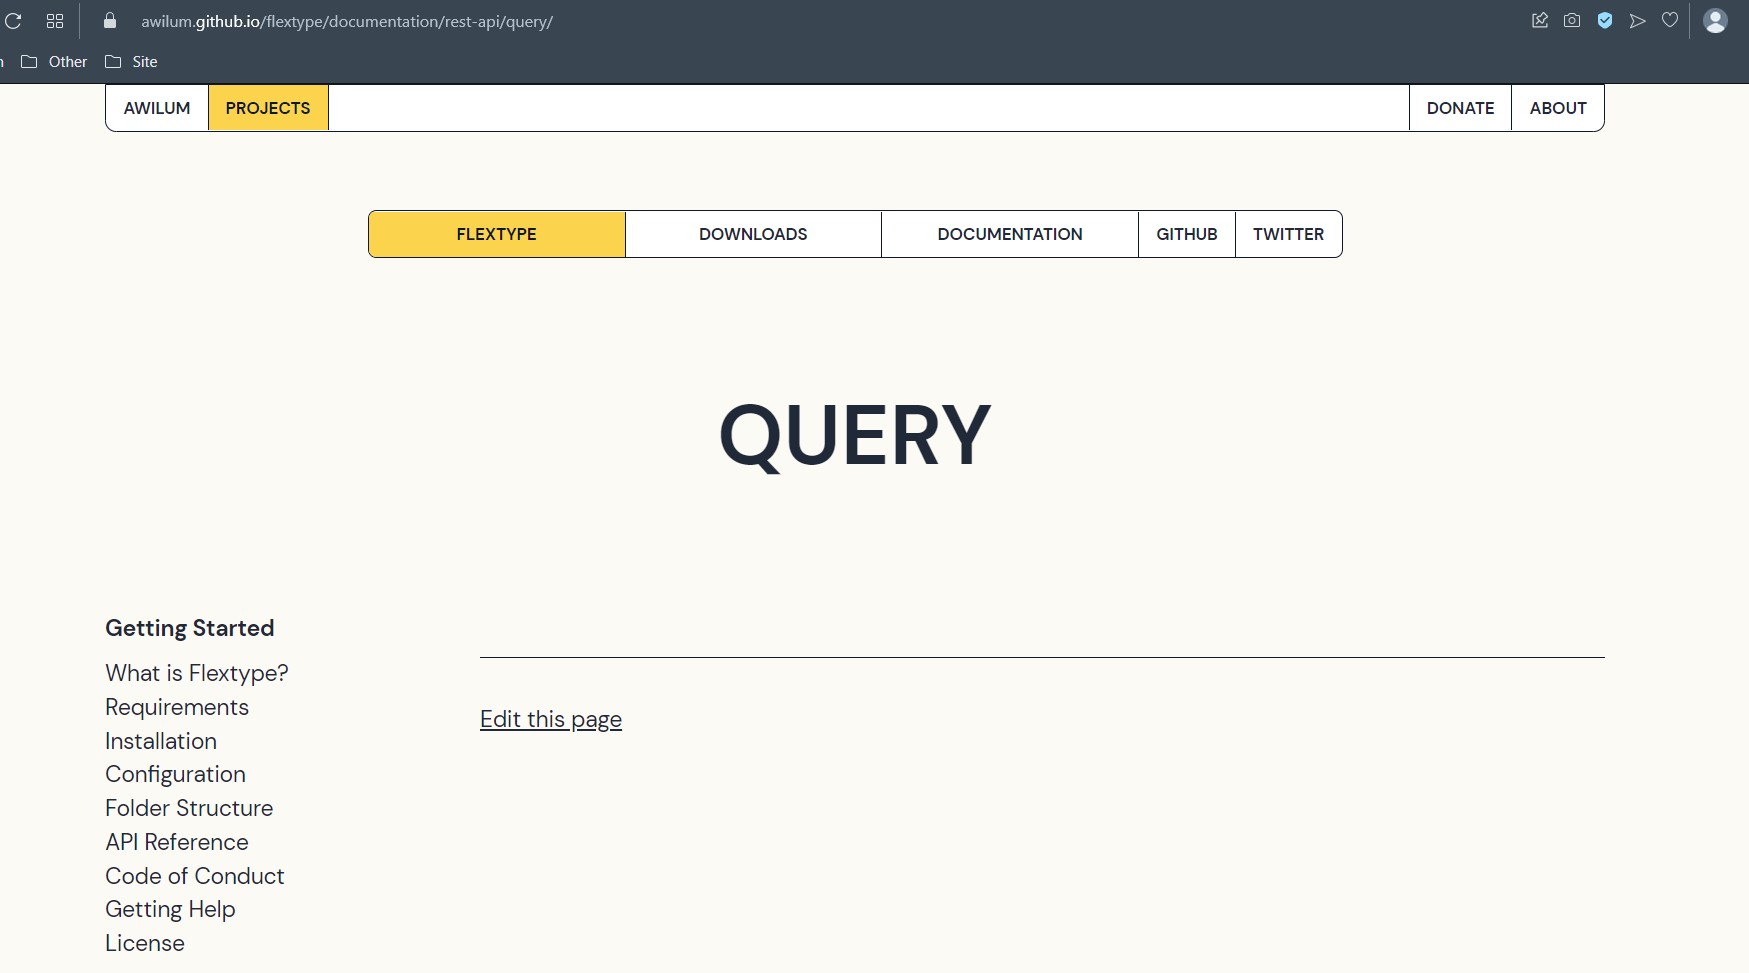 awilum.github.io/flextype/documentation/rest-api/query/
Other Site
AWILUM PROJECTS DONATE ABOUT
FLEXTYPE DOWNLOADS DOCUMENTATION GITHUB TWITTER
QUERY
Getting Started
What is Flextype?
Requirements
Installation
Configuration
Folder Structure
API Reference
Code of Conduct
Getting Help
License
Edit this page